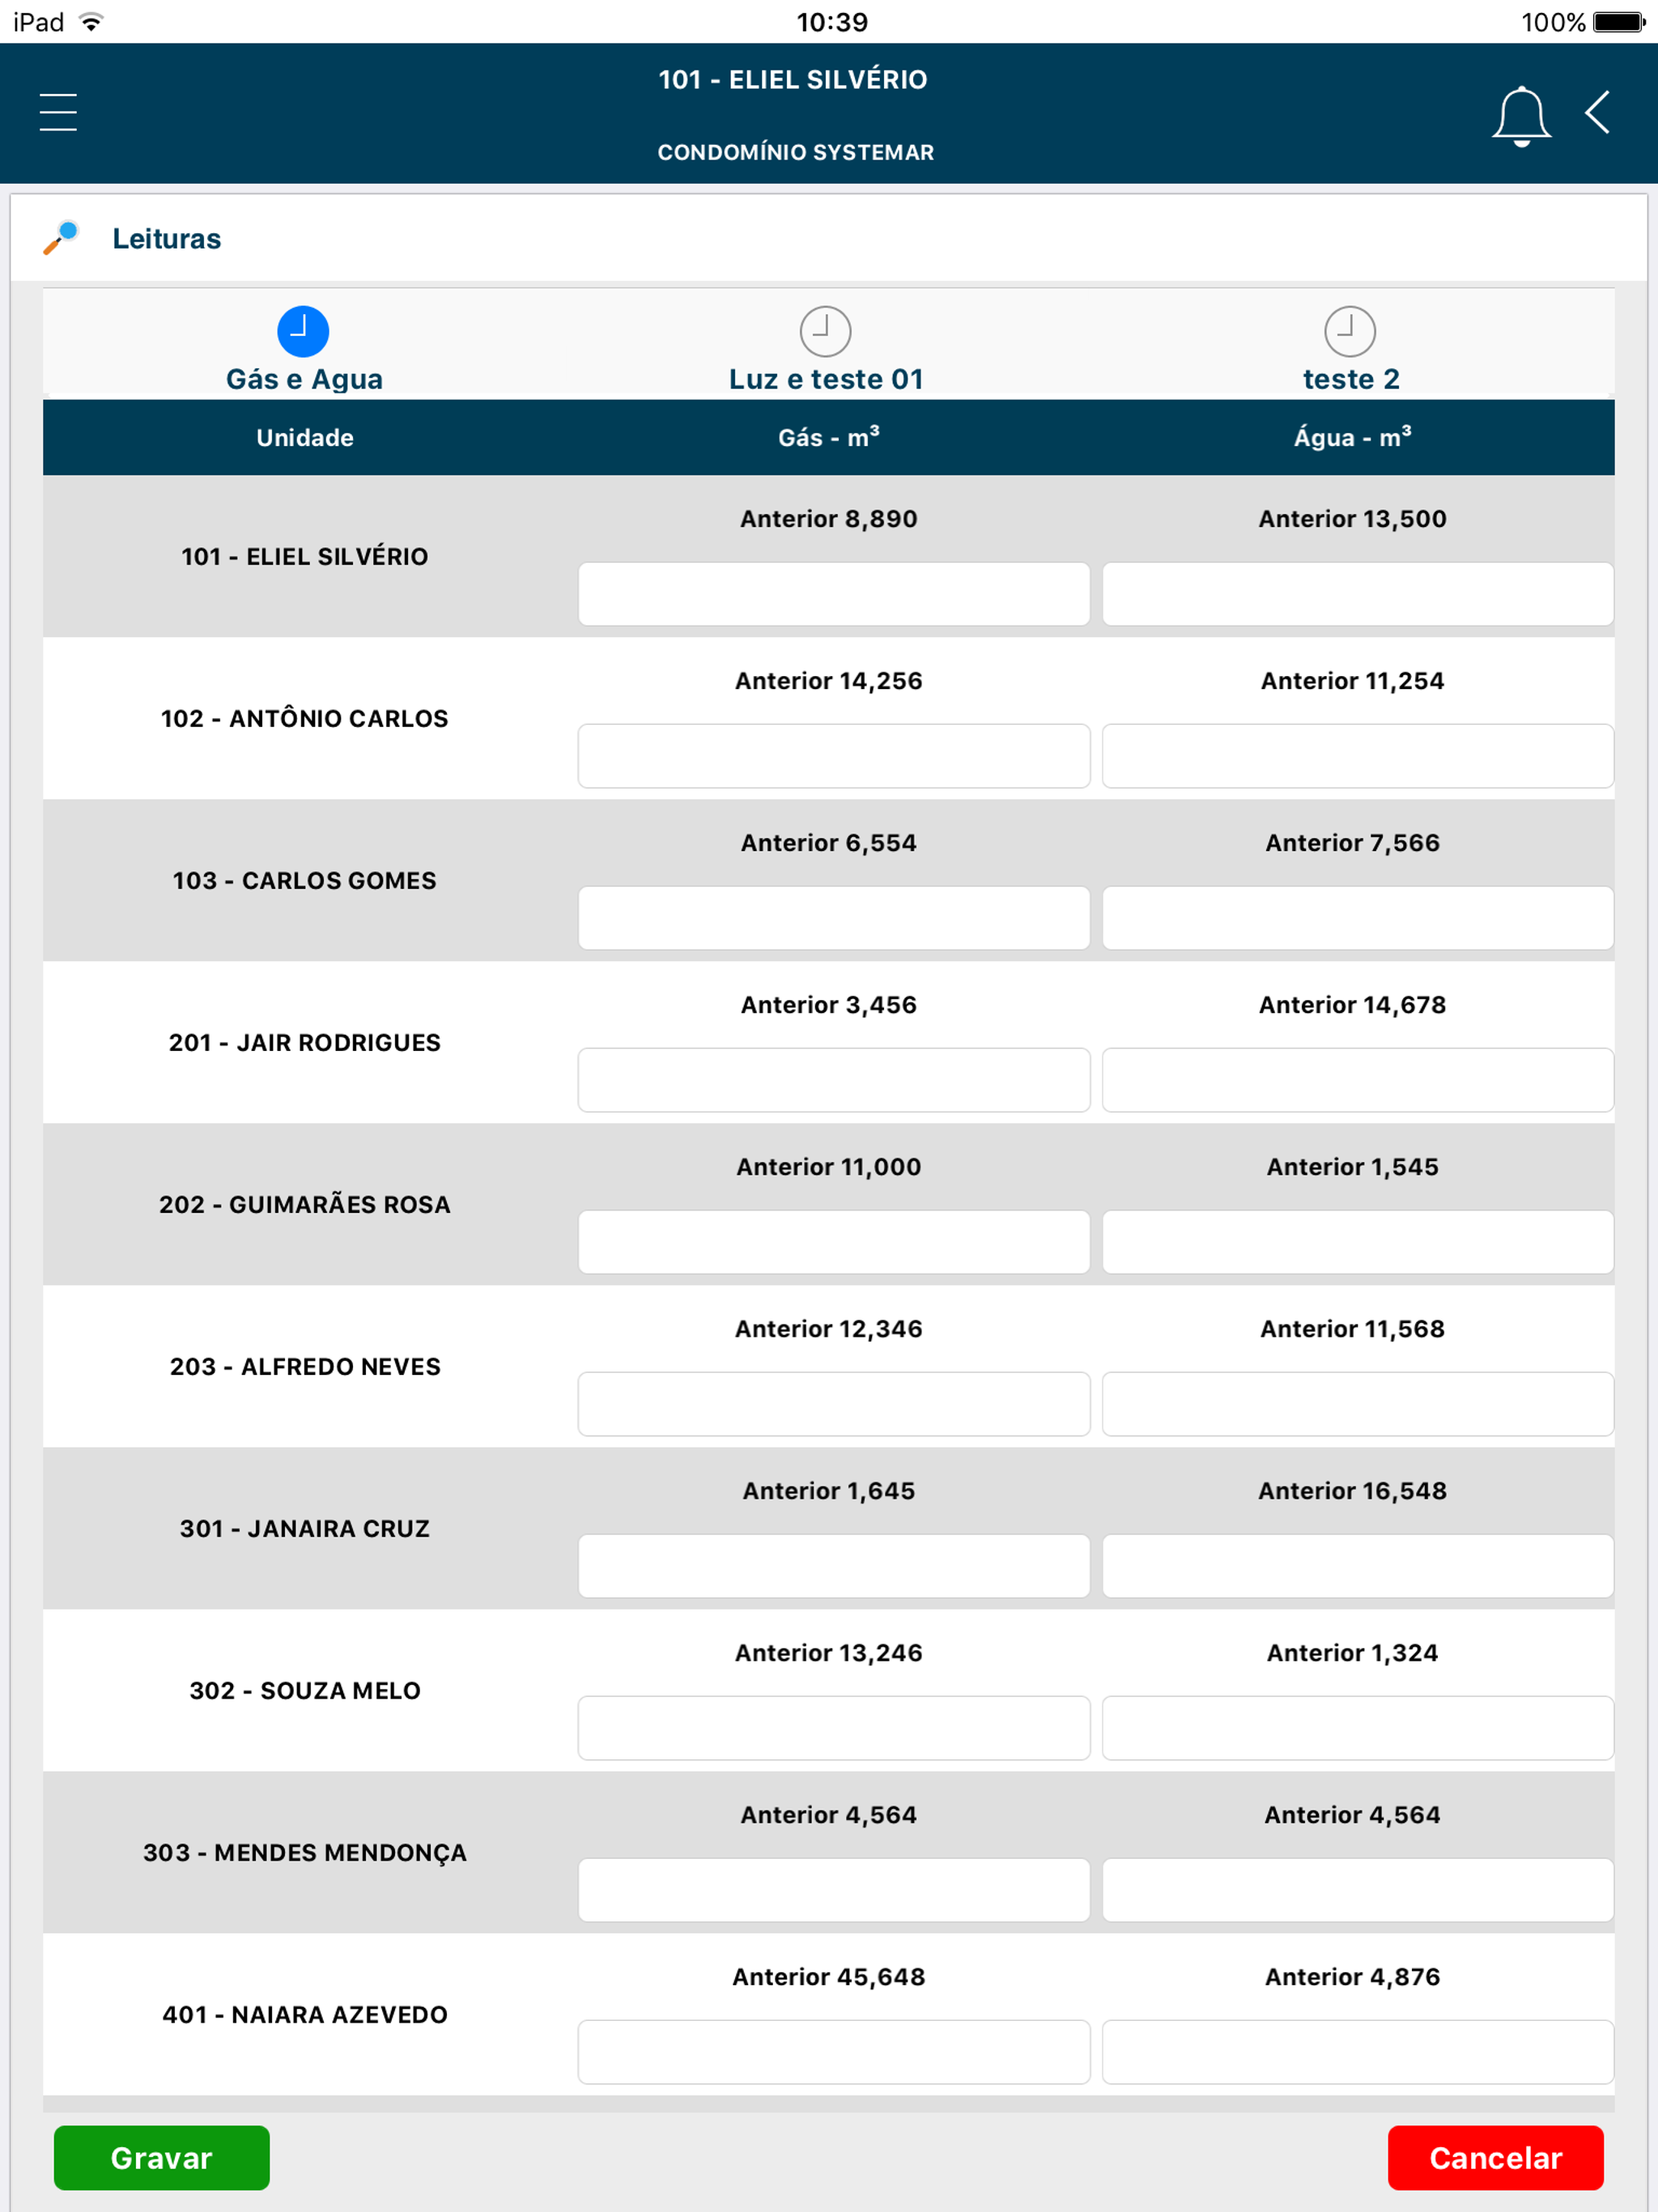 iPad 10:39 100%
101 - ELIEL SILVÉRIO
CONDOMÍNIO SYSTEMAR
Leituras
Gás e Agua Luz e teste 01 teste 2
Unidade Gás - m³ Água - m³
Anterior 8,890 Anterior 13,500
101 - ELIEL SILVÉRIO
Anterior 14,256 Anterior 11,254
102 - ANTÔNIO CARLOS
Anterior 6,554 Anterior 7,566
103 - CARLOS GOMES
Anterior 3,456 Anterior 14,678
201 - JAIR RODRIGUES
Anterior 11,000 Anterior 1,545
202 - GUIMARÃES ROSA
Anterior 12,346 Anterior 11,568
203 - ALFREDO NEVES
Anterior 1,645 Anterior 16,548
301 - JANAIRA CRUZ
Anterior 13,246 Anterior 1,324
302 - SOUZA MELO
Anterior 4,564 Anterior 4,564
303 - MENDES MENDONÇA
Anterior 45,648 Anterior 4,876
401 - NAIARA AZEVEDO
Gravar Cancelar